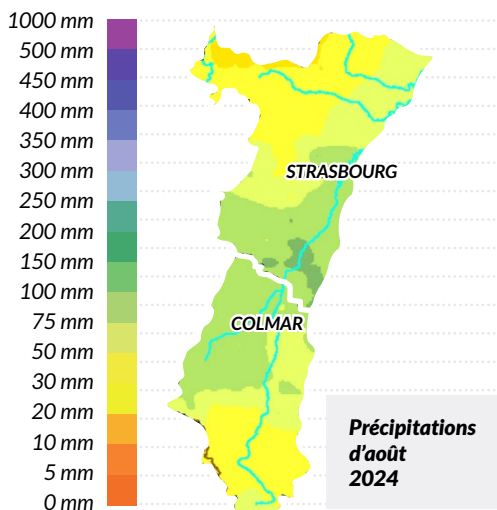 1000 mm
500 mm
450 mm
400 mm
350 mm
300 mm
250 mm
200 mm
150 mm
100 mm
75 mm
50 mm
30 mm
20 mm
10 mm
5 mm
0 mm
STRASBOURG
COLMAR
Précipitations
d’août
2024